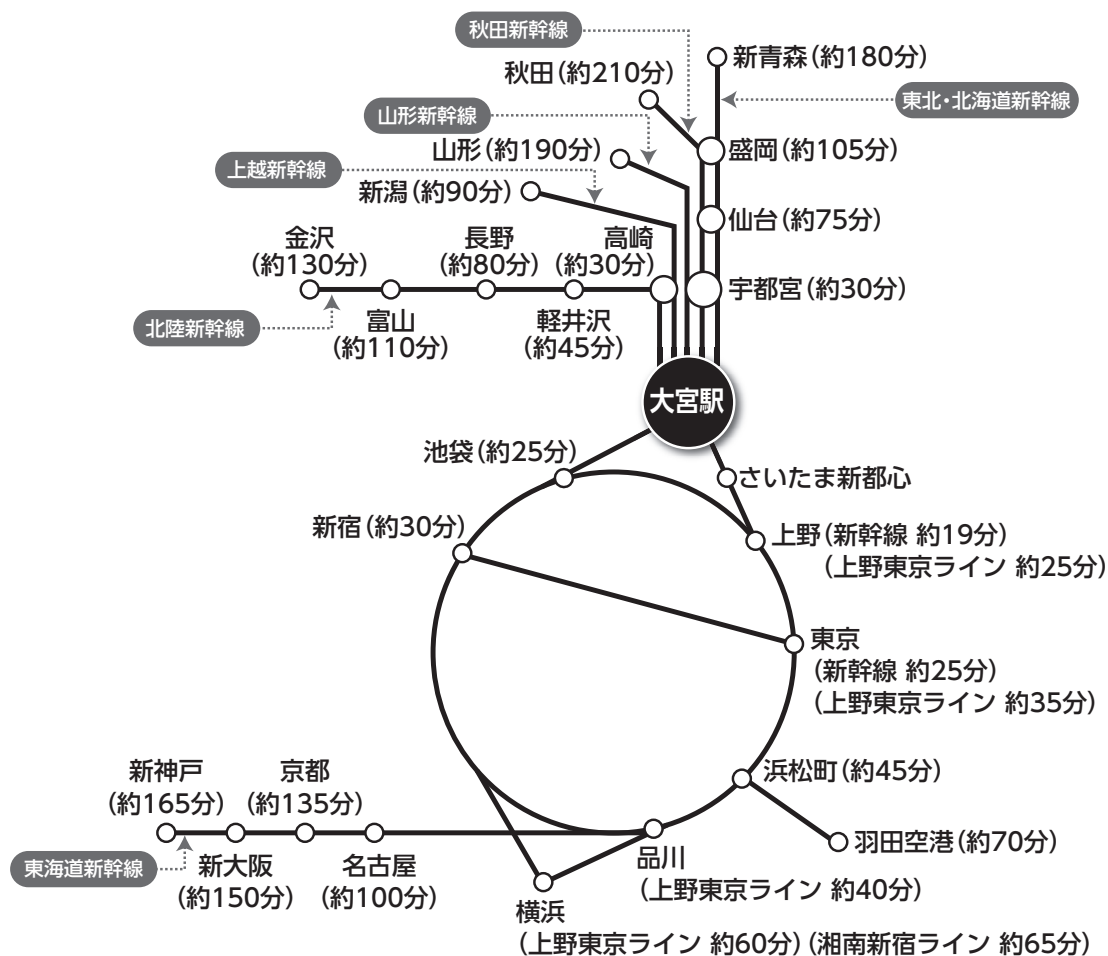 秋田新幹線
新青森(約180分)
秋田(約210分)
東北・北海道新幹線
山形新幹線
山形(約190分)
盛岡(約105分)
上越新幹線
新潟(約90分)
仙台(約75分)
金沢
(約130分)
長野
(約80分)
高崎
(約30分)
宇都宮(約30分)
北陸新幹線
富山
(約110分)
軽井沢
(約45分)
大宮駅
池袋(約25分)
さいたま新都心
新宿(約30分)
上野(新幹線 約19分)
(上野東京ライン 約25分)
東京
(新幹線 約25分)
(上野東京ライン 約35分)
新神戸
(約165分)
京都
(約135分)
浜松町(約45分)
羽田空港(約70分)
東海道新幹線
新大阪
(約150分)
名古屋
(約100分)
品川
(上野東京ライン 約40分)
横浜
(上野東京ライン 約60分)(湘南新宿ライン 約65分)